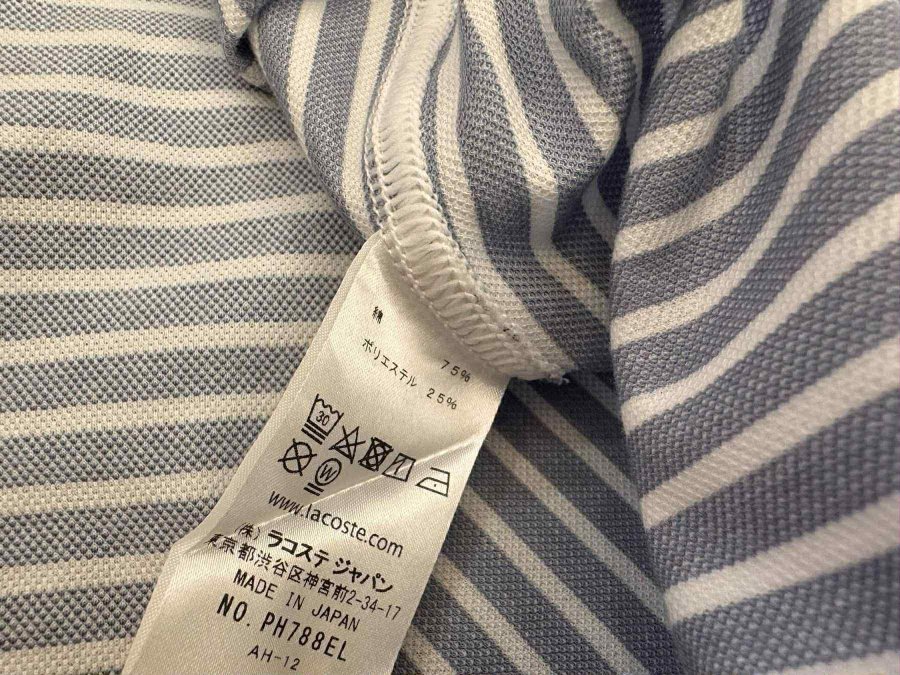 綿 75%
ポリエステル 25%
30
W
www.lacoste.com
(株) ラコステ ジャパン
東京都渋谷区神宮前2-34-17
MADE IN JAPAN
NO. PH788EL
AH-12